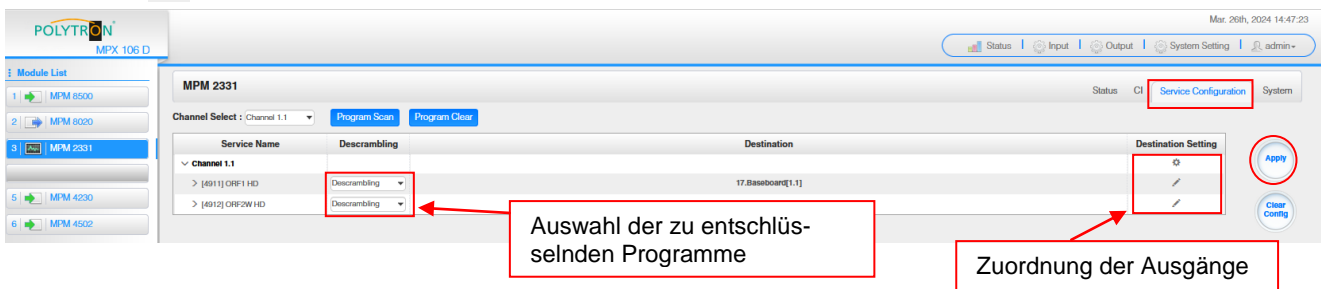 Mar. 26th, 2024 14:47:23
POLYTRON
MPX 106 D
Status
Input
Output
System Setting
admin
Module List
1 MPM 8500
2 MPM 8020
3 MPM 2331
5 MPM 4230
6 MPM 4502
MPM 2331
Status CI Service Configuration System
Channel Select : Channel 1.1 Program Scan Program Clear
Service Name Descrambling Destination Destination Setting
Channel 1.1
[4911] ORF1 HD Descrambling 17.Baseboard[1.1]
[4912] ORF2W HD Descrambling
Apply
Clear
Config
Auswahl der zu entschlüs-
selnden Programme
Zuordnung der Ausgänge